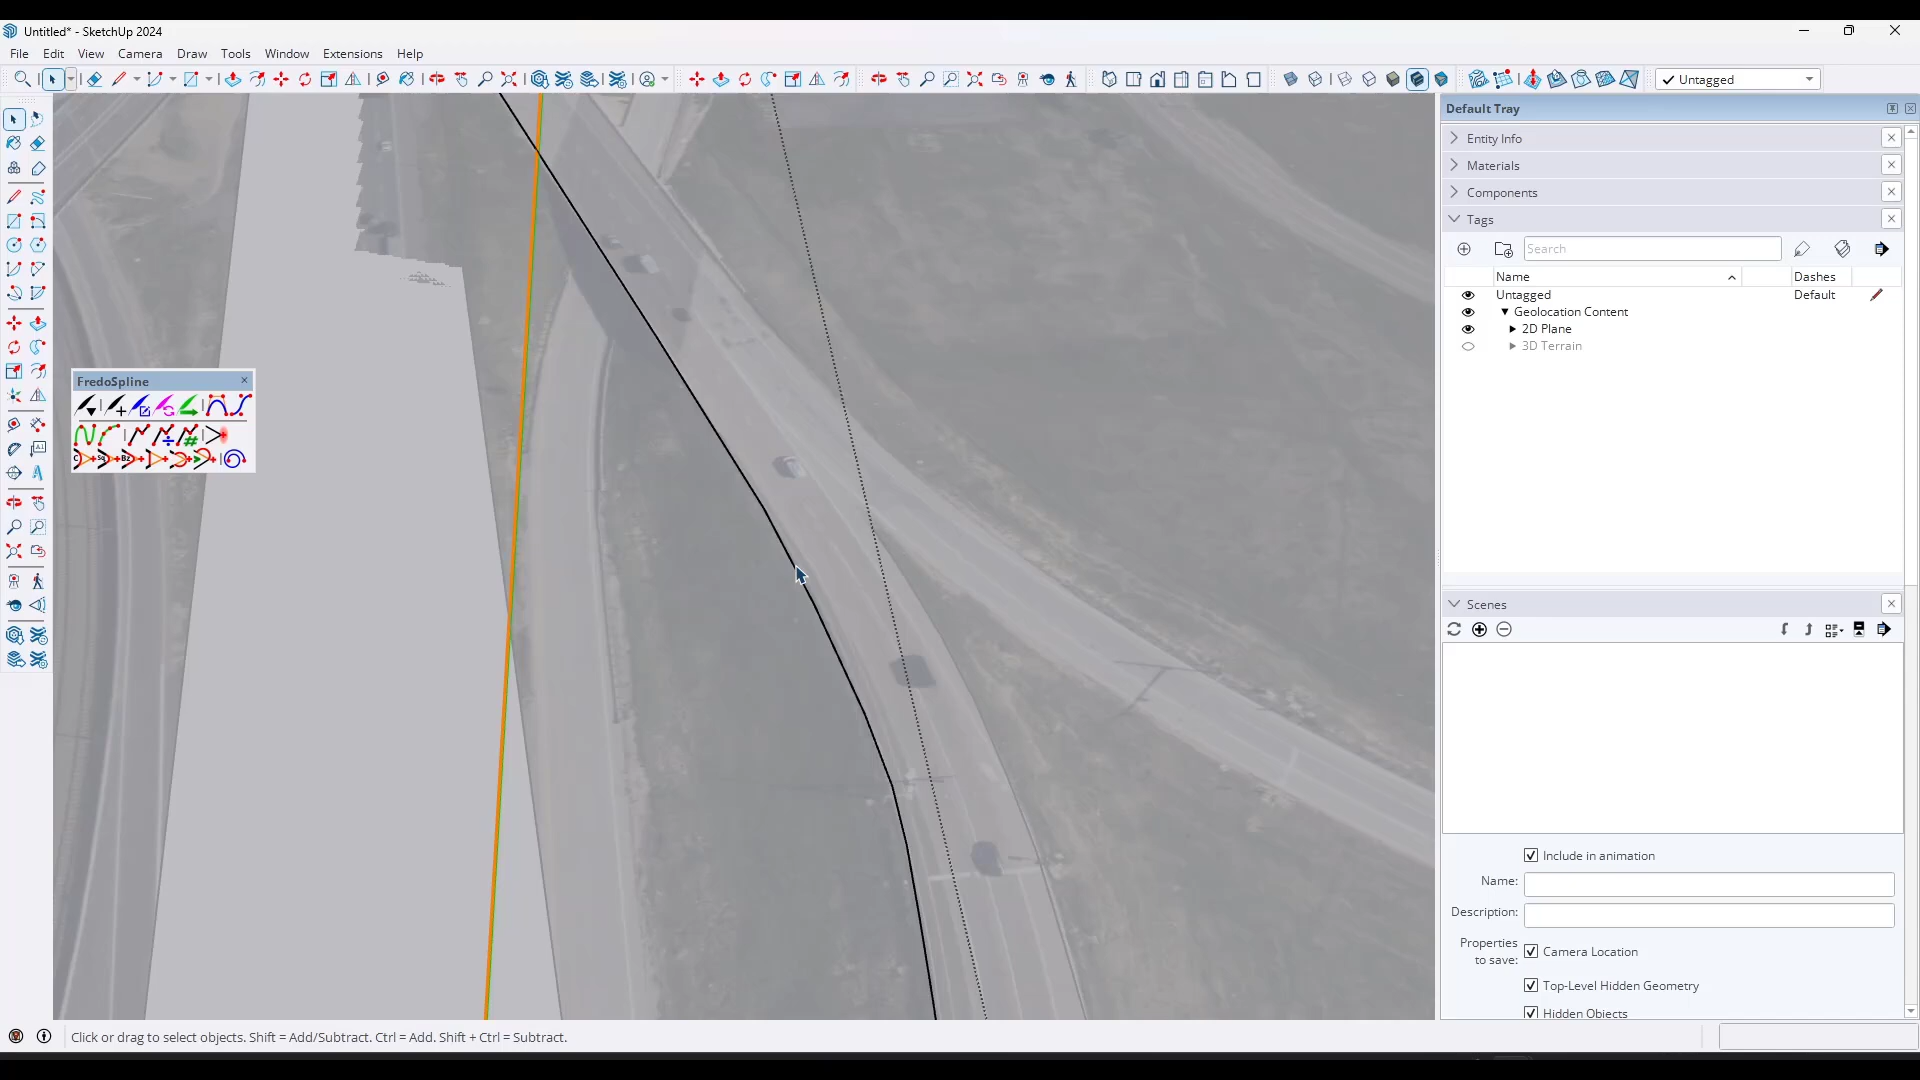 Untitled* - SketchUp 2024
File Edit View Camera Draw Tools Window Extensions Help
Untagged
Default Tray
Entity Info
Materials
Components
Tags
Search
Name Dashes
Untagged Default
Geolocation Content
2D Plane
3D Terrain
FredoSpline
Scenes
Include in animation
Name:
Description:
Properties
to save:
Camera Location
Top-Level Hidden Geometry
Hidden Objects
Click or drag to select objects. Shift = Add/Subtract. Ctrl = Add. Shift + Ctrl = Subtract.